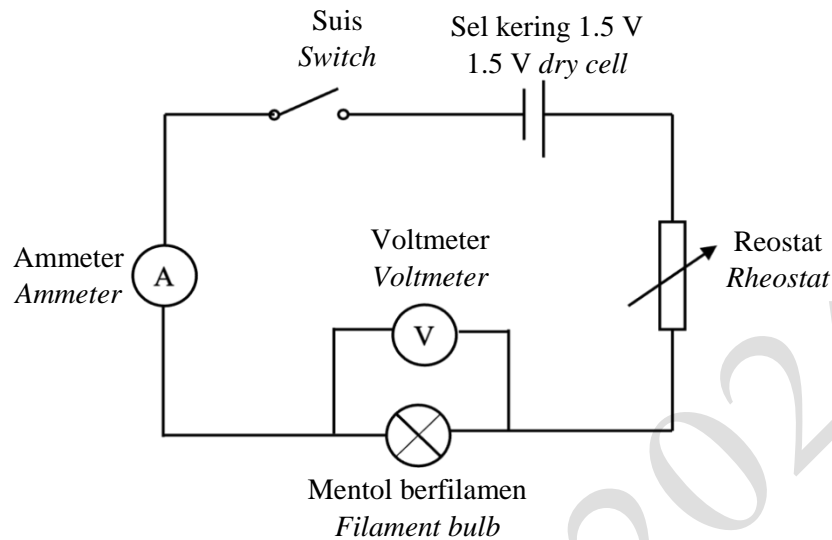 Suis
Switch
Sel kering 1.5 V
1.5 V dry cell
Ammeter
Ammeter
A
Voltmeter
Voltmeter
V
Reostat
Rheostat
Mentol berfilamen
Filament bulb
202